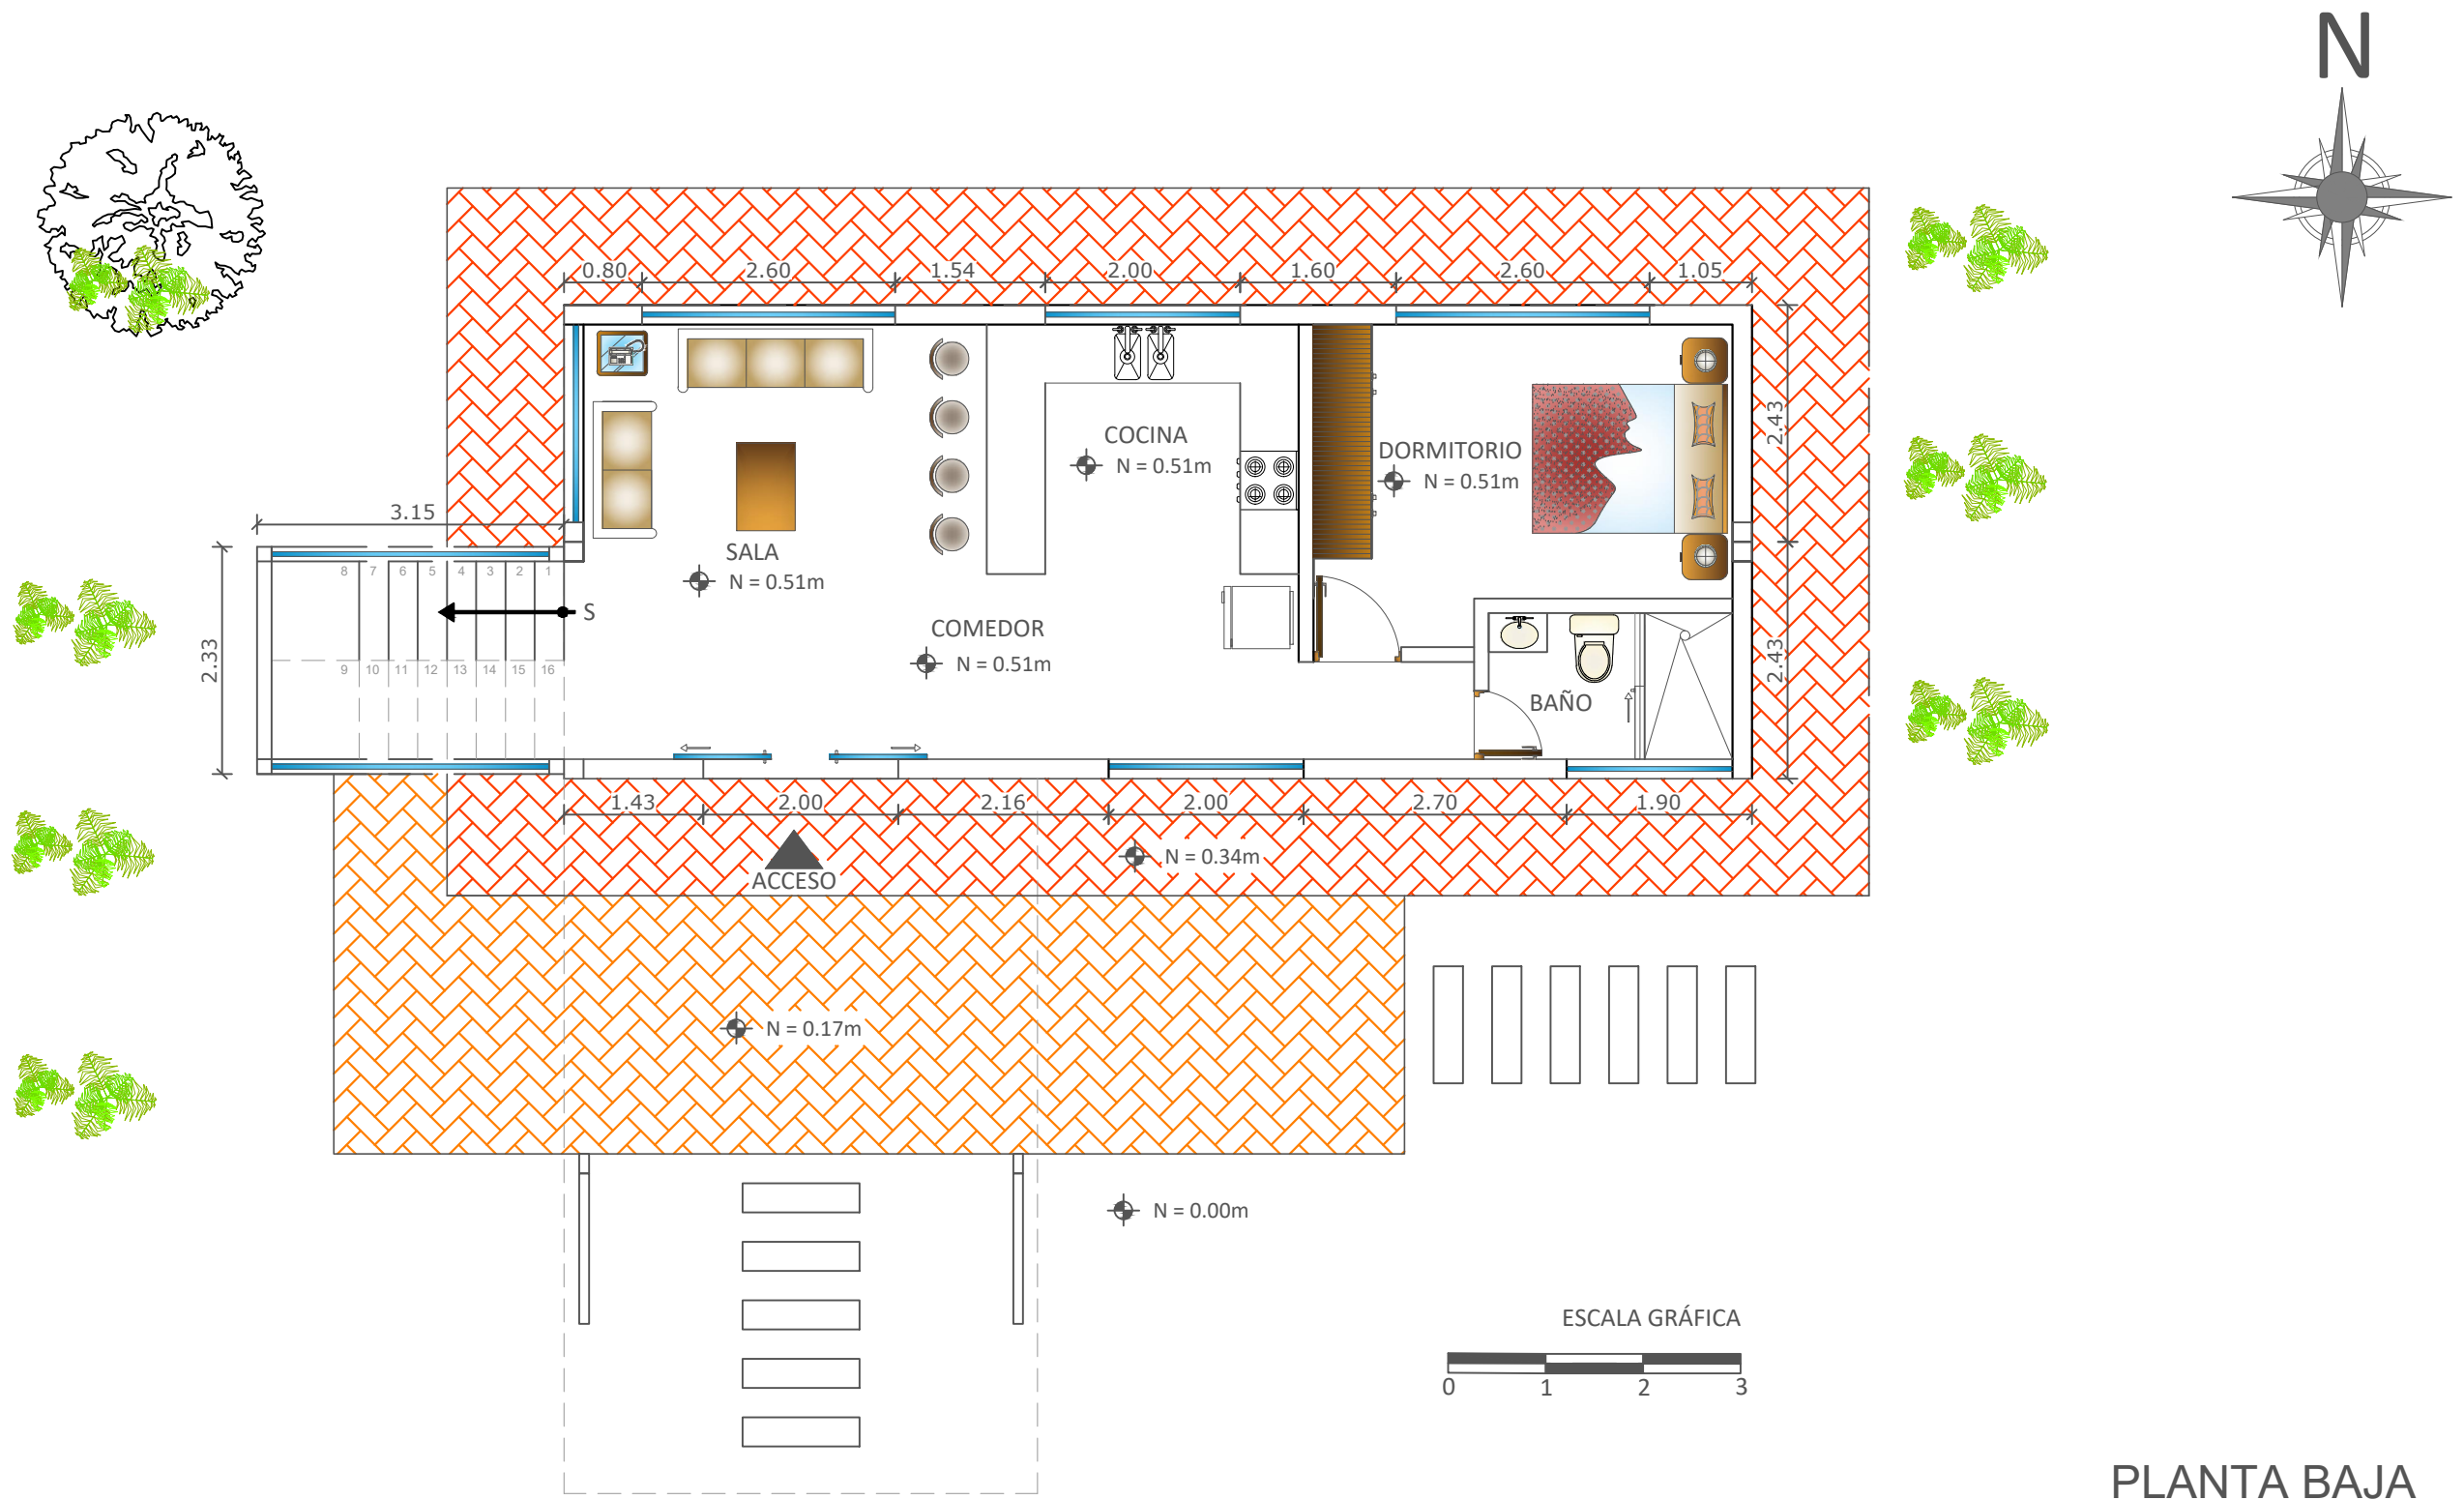 N
0.80 2.60 1.54 2.00 1.60 2.60 1.05
2.43
COCINA
N = 0.51m
DORMITORIO
N = 0.51m
3.15
SALA
N = 0.51m
8 7 6 5 4 3 2 1
S
2.33
COMEDOR
N = 0.51m
2.43
9 10 11 12 13 14 15 16
BAÑO
1.43 2.00 2.16 2.00 2.70 1.90
N = 0.34m
ACCESO
N = 0.17m
N = 0.00m
ESCALA GRÁFICA
0 1 2 3
PLANTA BAJA